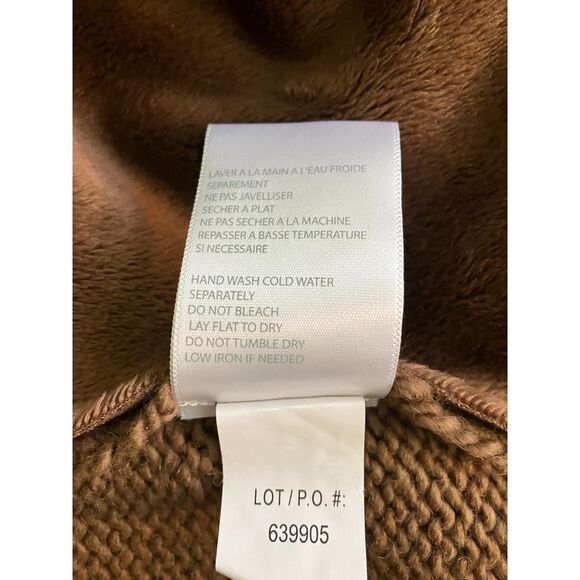 LAVER A LA MAIN A L'EAU FROIDE
SEPAREMENT
NE PAS JAVELLISER
SECHER A PLAT
NE PAS SECHER A LA MACHINE
REPASSER A BASSE TEMPERATURE
SI NECESSAIRE
HAND WASH COLD WATER
SEPARATELY
DO NOT BLEACH
LAY FLAT TO DRY
DO NOT TUMBLE DRY
LOW IRON IF NEEDED
LOT / P.O. #:
639905